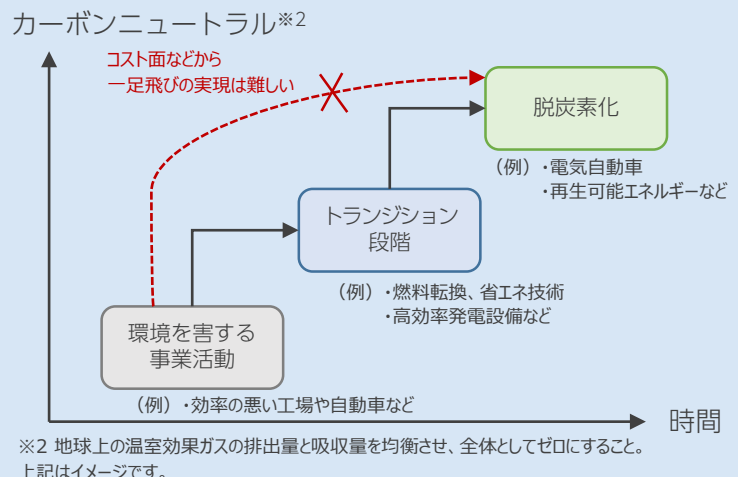 カーボンニュートラル※2
コスト面などから
一足飛びの実現は難しい
脱炭素化
（例）・電気自動車
・再生可能エネルギーなど
トランジション
段階
（例）・燃料転換、省エネ技術
・高効率発電設備など
環境を害する
事業活動
（例）・効率の悪い工場や自動車など
時間
※2 地球上の温室効果ガスの排出量と吸収量を均衡させ、全体としてゼロにすること。
上記はイメージです。